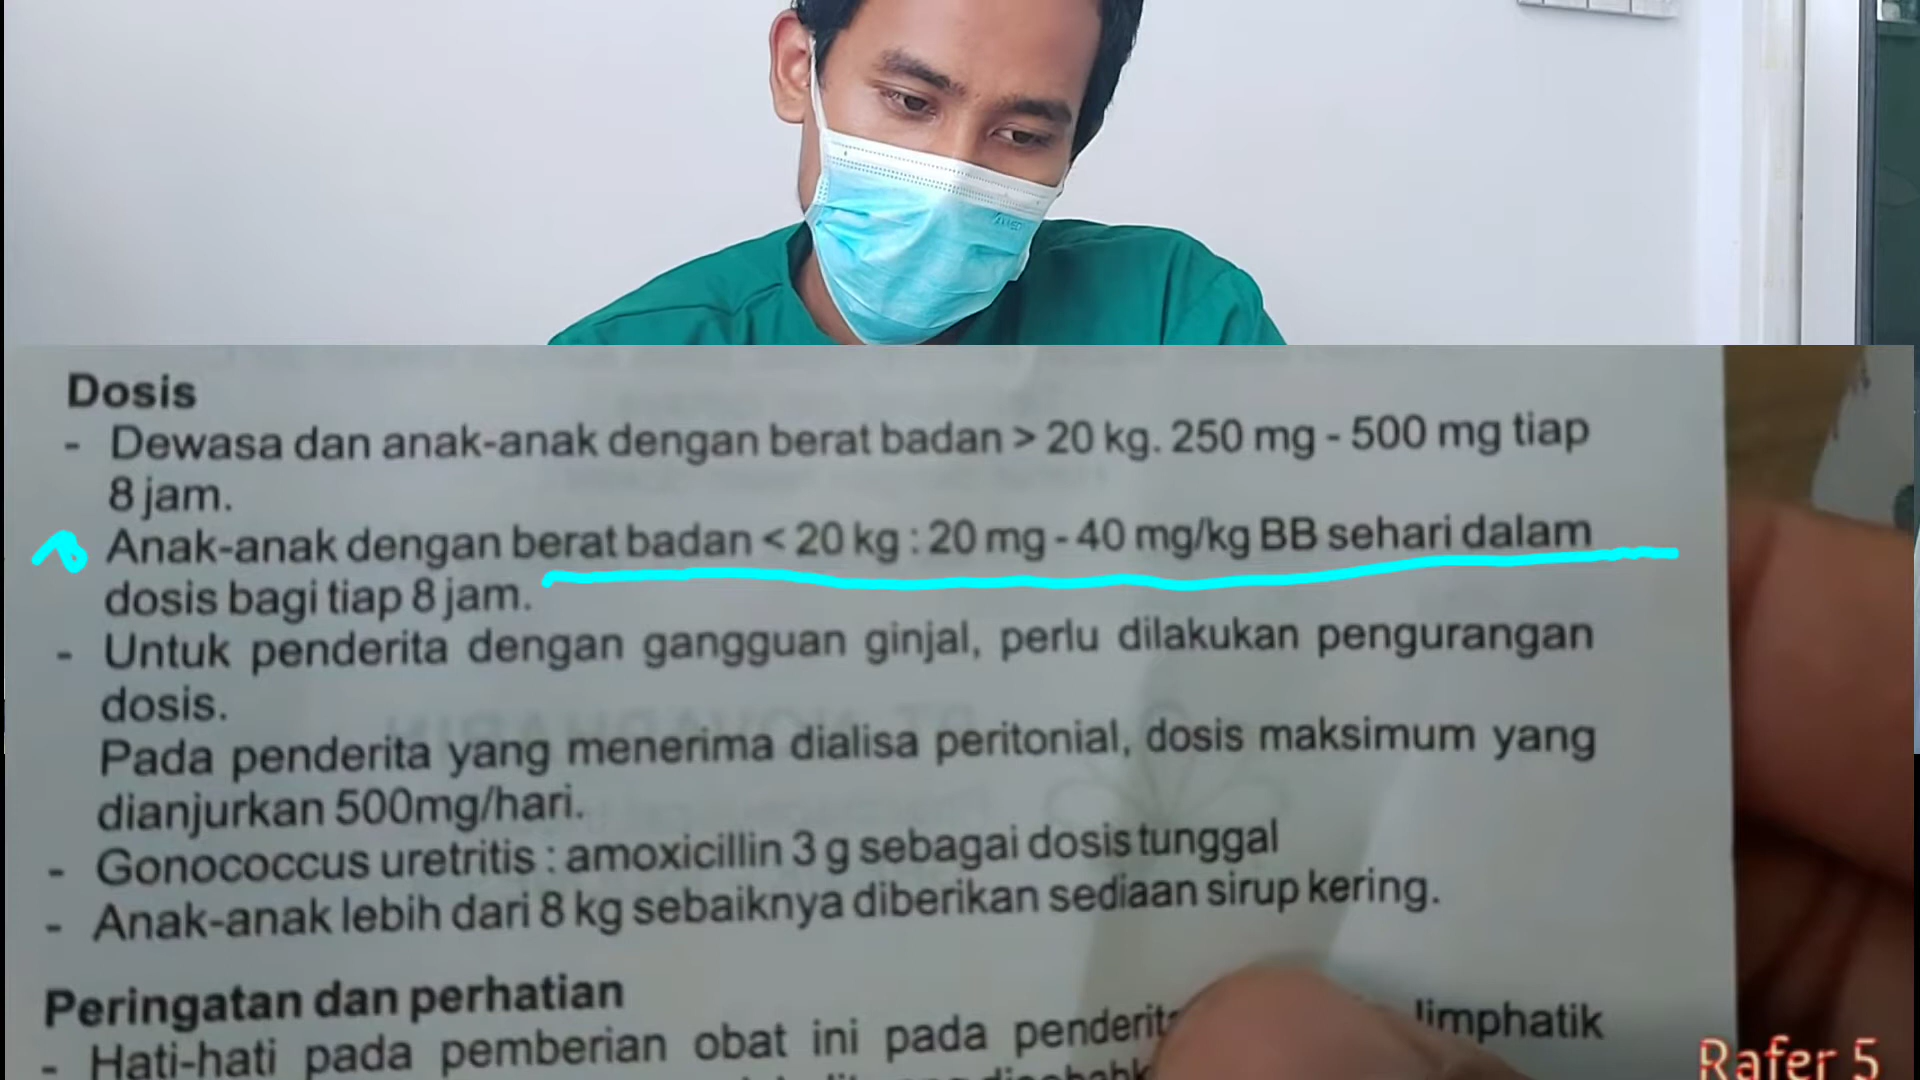 Dosis
- Dewasa dan anak-anak dengan berat badan > 20 kg. 250 mg - 500 mg tiap
8 jam.
Anak-anak dengan berat badan < 20 kg : 20 mg - 40 mg/kg BB sehari dalam
dosis bagi tiap 8 jam.
- Untuk penderita dengan gangguan ginjal, perlu dilakukan pengurangan
dosis.
Pada penderita yang menerima dialisa peritonial, dosis maksimum yang
dianjurkan 500mg/hari.
- Gonococcus uretritis : amoxicillin 3 g sebagai dosis tunggal
- Anak-anak lebih dari 8 kg sebaiknya diberikan sediaan sirup kering.
Peringatan dan perhatian
- Hati-hati pada pemberian obat ini pada limphatik
Rafer 5